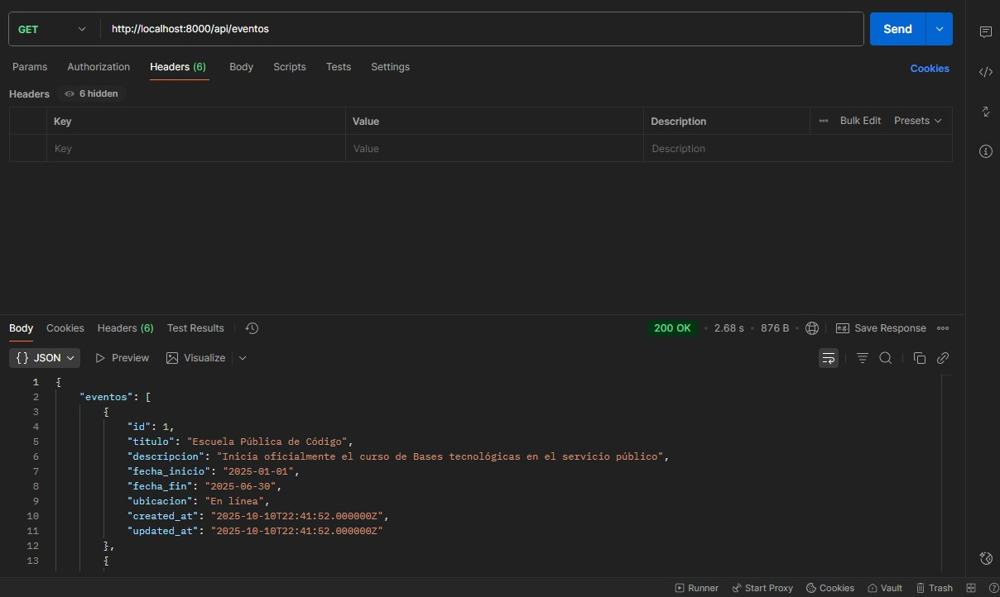 GET http://localhost:8000/api/eventos Send
Params Authorization Headers (6) Body Scripts Tests Settings Cookies
Headers 6 hidden
Key Value Description Bulk Edit Presets
Key Value Description
Body Cookies Headers (6) Test Results 200 OK • 2.68 s • 876 B • e.g. Save Response
{} JSON Preview Visualize
1 {
2 "eventos": [
3 {
4 "id": 1,
5 "titulo": "Escuela Pública de Código",
6 "descripcion": "Inicia oficialmente el curso de Bases tecnológicas en el servicio público",
7 "fecha_inicio": "2025-01-01",
8 "fecha_fin": "2025-06-30",
9 "ubicacion": "En línea",
10 "created_at": "2025-10-10T22:41:52.000000Z",
11 "updated_at": "2025-10-10T22:41:52.000000Z"
12 },
13 {
Runner Start Proxy Cookies Vault Trash